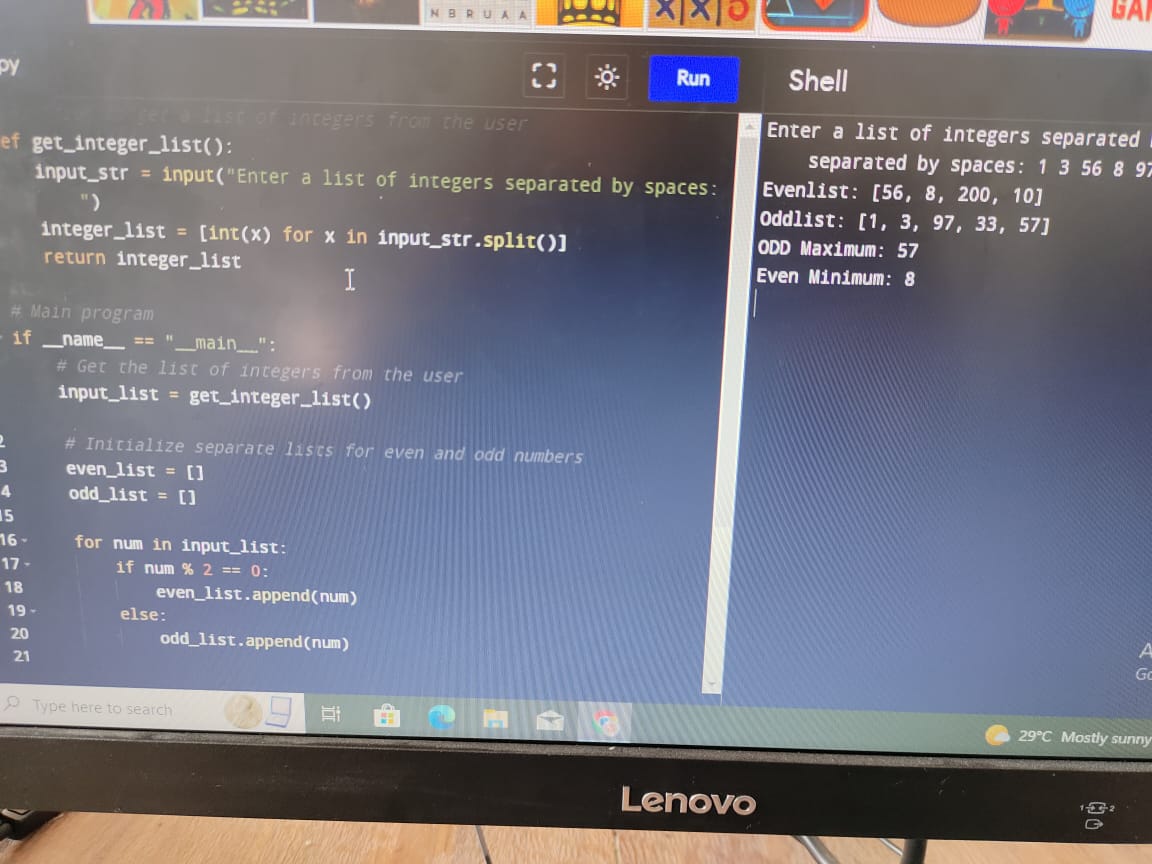 N B R U A A
X X
GAM
py
Run
Shell
get a list of integers from the user
ef get_integer_list():
input_str = input("Enter a list of integers separated by spaces:
")
integer_list = [int(x) for x in input_str.split()]
return integer_list
# Main program
if __name__ == "__main__":
# Get the list of integers from the user
input_list = get_integer_list()
2
# Initialize separate lists for even and odd numbers
3
even_list = []
4
odd_list = []
15
16
for num in input_list:
17
if num % 2 == 0:
18
even_list.append(num)
19
else:
20
odd_list.append(num)
21
Enter a list of integers separated
separated by spaces: 1 3 56 8 97
Evenlist: [56, 8, 200, 10]
Oddlist: [1, 3, 97, 33, 57]
ODD Maximum: 57
Even Minimum: 8
A
Go
Type here to search
29°C Mostly sunny
Lenovo
1 2